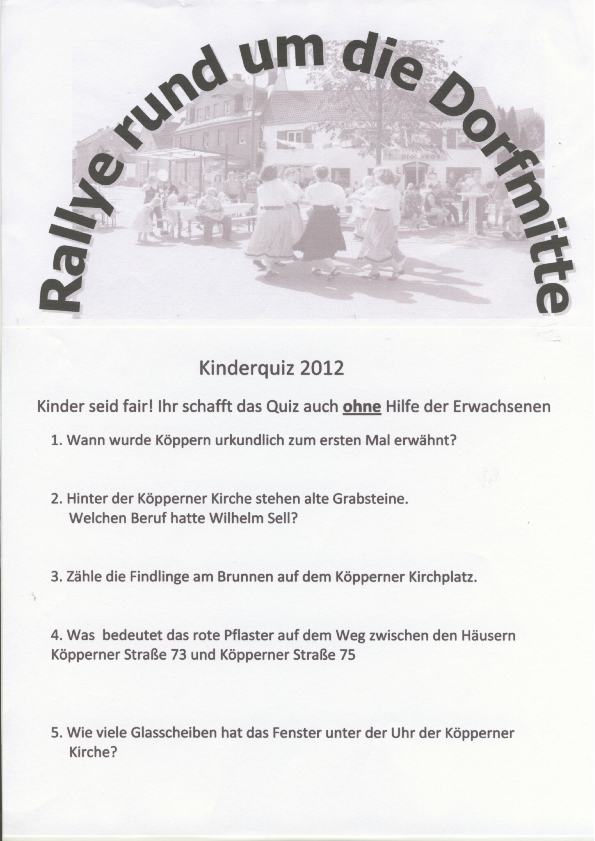 Rallye rund um die Dorfmitte
Kinderquiz 2012
Kinder seid fair! Ihr schafft das Quiz auch ohne Hilfe der Erwachsenen
1. Wann wurde Köppern urkundlich zum ersten Mal erwähnt?
2. Hinter der Köpperner Kirche stehen alte Grabsteine.
Welchen Beruf hatte Wilhelm Sell?
3. Zähle die Findlinge am Brunnen auf dem Köpperner Kirchplatz.
4. Was bedeutet das rote Pflaster auf dem Weg zwischen den Häusern
Köpperner Straße 73 und Köpperner Straße 75
5. Wie viele Glasscheiben hat das Fenster unter der Uhr der Köpperner
Kirche?